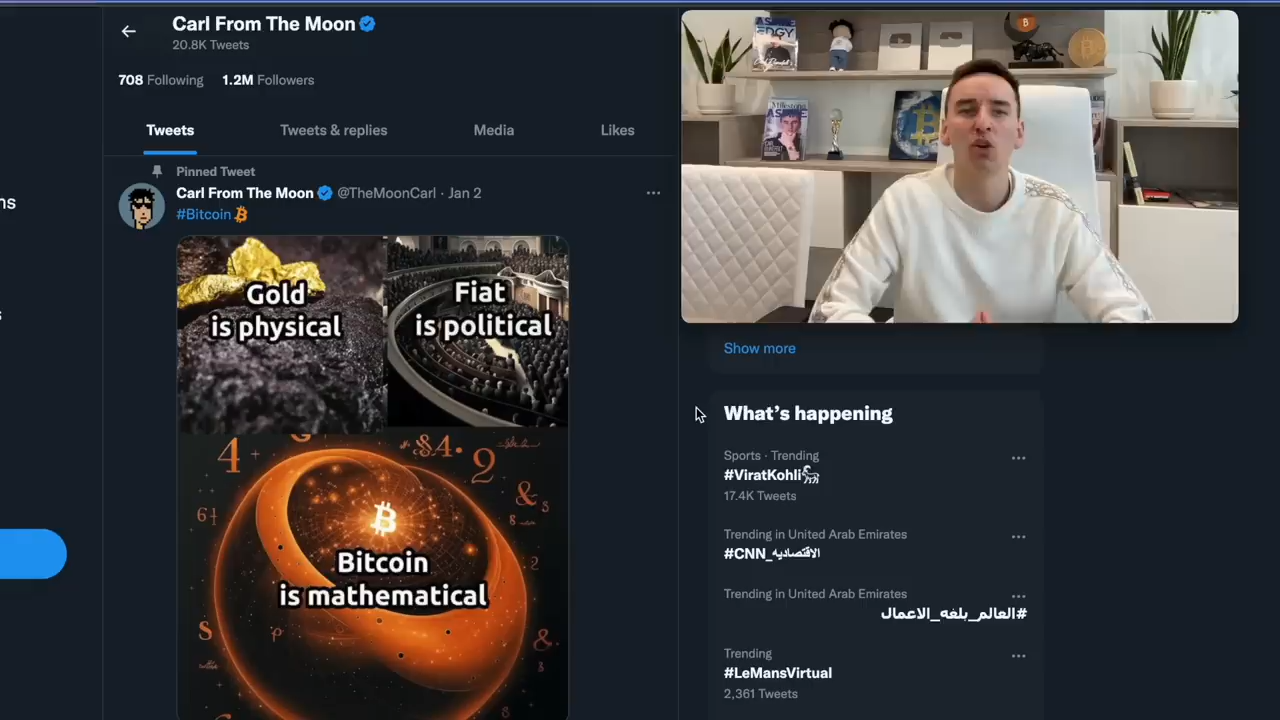 Carl From The Moon
20.8K Tweets
708 Following 1.2M Followers
Tweets Tweets & replies Media Likes
Pinned Tweet
Carl From The Moon @TheMoonCarl · Jan 2
#Bitcoin
Gold
is physical
Fiat
is political
Bitcoin
is mathematical
Show more
What's happening
Sports · Trending
#ViratKohli
17.4K Tweets
Trending in United Arab Emirates
#CNN_الاقتصاديه
Trending in United Arab Emirates
#العالم_بلغه_الاعمال
Trending
#LeMansVirtual
2,361 Tweets